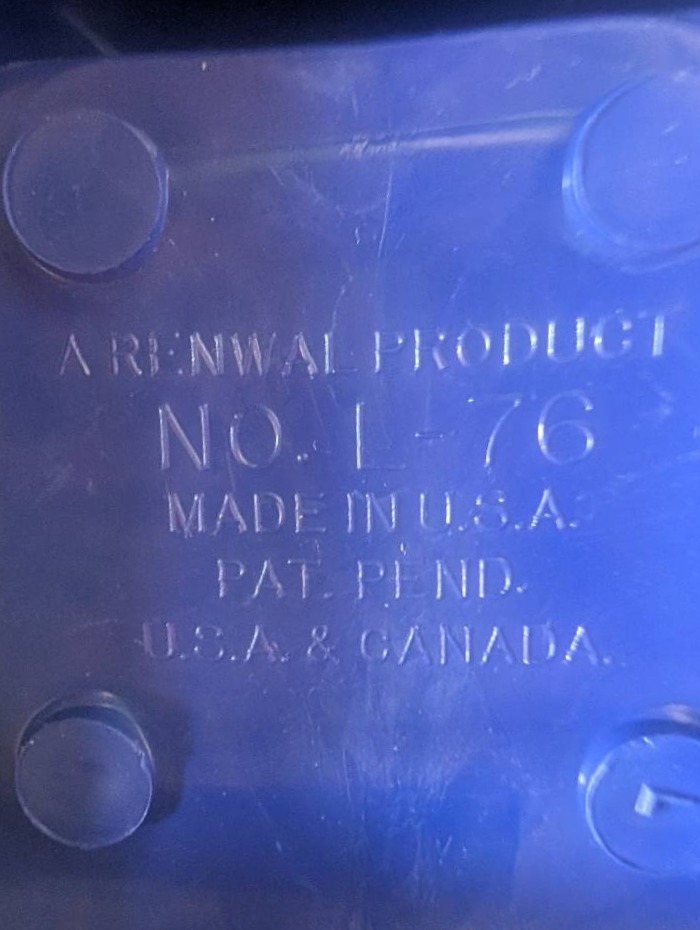 A RENWAL PRODUCT
NO. L-76
MADE IN U.S.A.
PAT. PEND.
U.S.A. & CANADA.